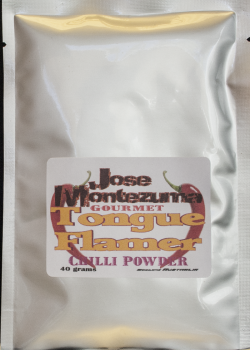 Jose
Montezuma
GOURMET
Tongue
Flamer
CHILLI POWDER
40 grams